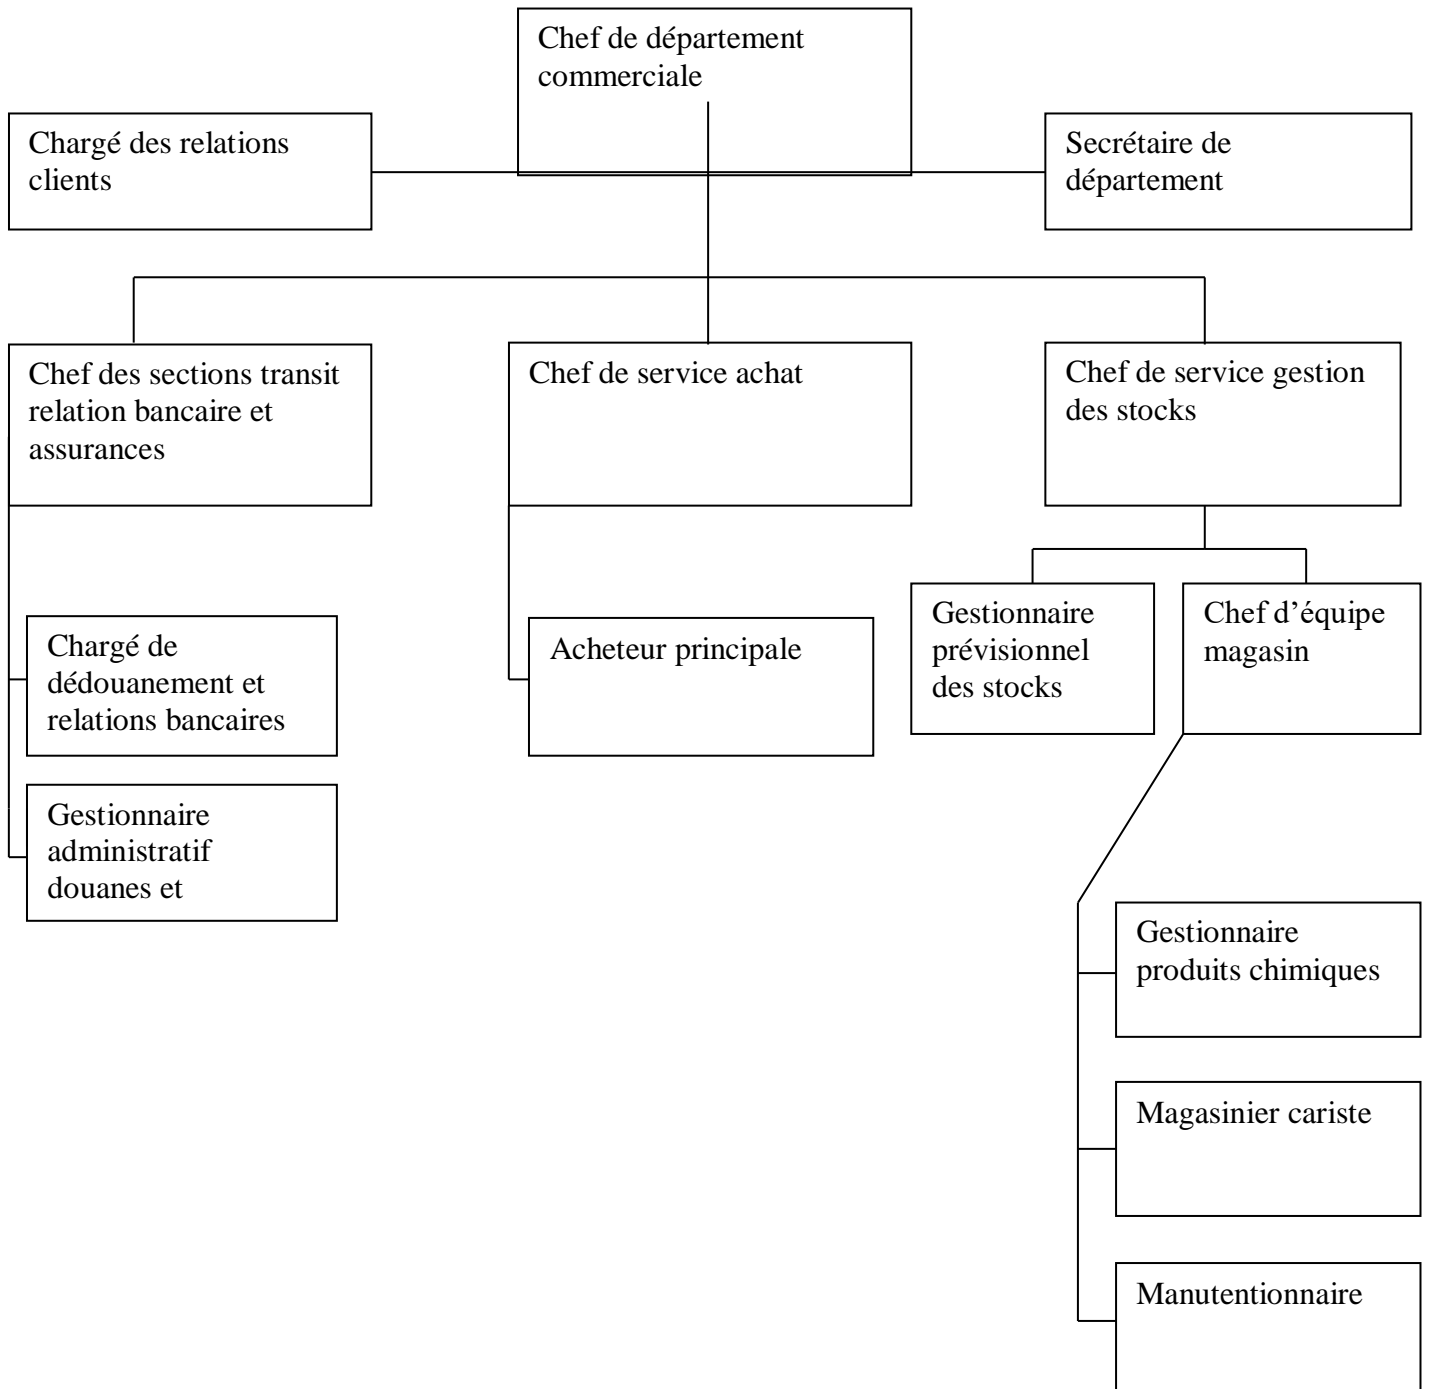 Chef de département
commerciale
Chargé des relations
clients
Secrétaire de
département
Chef des sections transit
relation bancaire et
assurances
Chef de service achat
Chef de service gestion
des stocks
Chargé de
dédouanement et
relations bancaires
Gestionnaire
administratif
douanes et
Acheteur principale
Gestionnaire
prévisionnel
des stocks
Chef d’équipe
magasin
Gestionnaire
produits chimiques
Magasinier cariste
Manutentionnaire